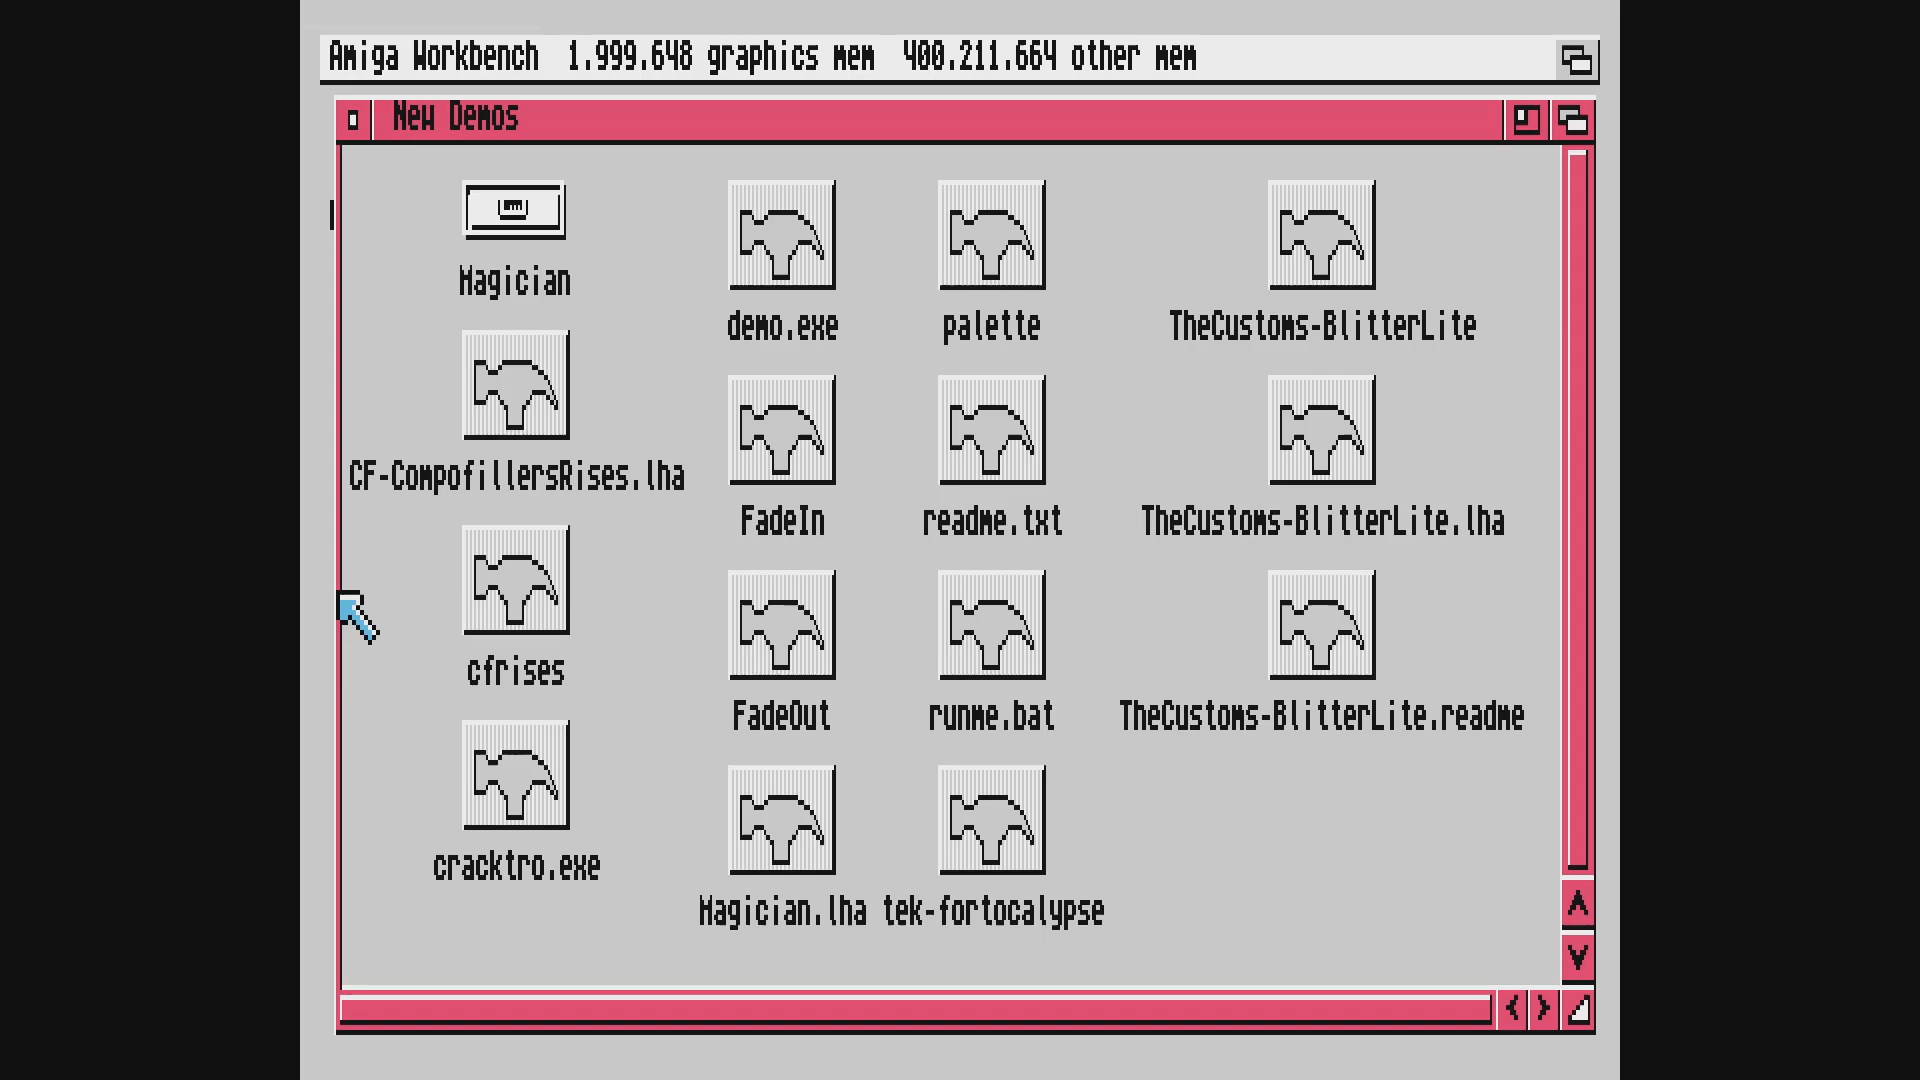 Amiga Workbench 1.999.648 graphics mem 400.211.664 other mem
New Demos
Magician
demo.exe
palette
TheCustoms-BlitterLite
CF-CompofillersRises.lha
FadeIn
readme.txt
TheCustoms-BlitterLite.lha
cfrises
FadeOut
runme.bat
TheCustoms-BlitterLite.readme
cracktro.exe
Magician.lha
tek-fortocalypse